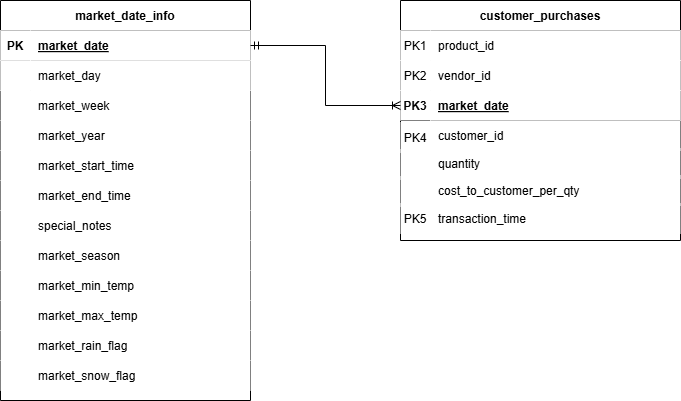 market_date_info
PK market_date
market_day
market_week
market_year
market_start_time
market_end_time
special_notes
market_season
market_min_temp
market_max_temp
market_rain_flag
market_snow_flag
customer_purchases
PK1 product_id
PK2 vendor_id
PK3 market_date
PK4 customer_id
quantity
cost_to_customer_per_qty
PK5 transaction_time